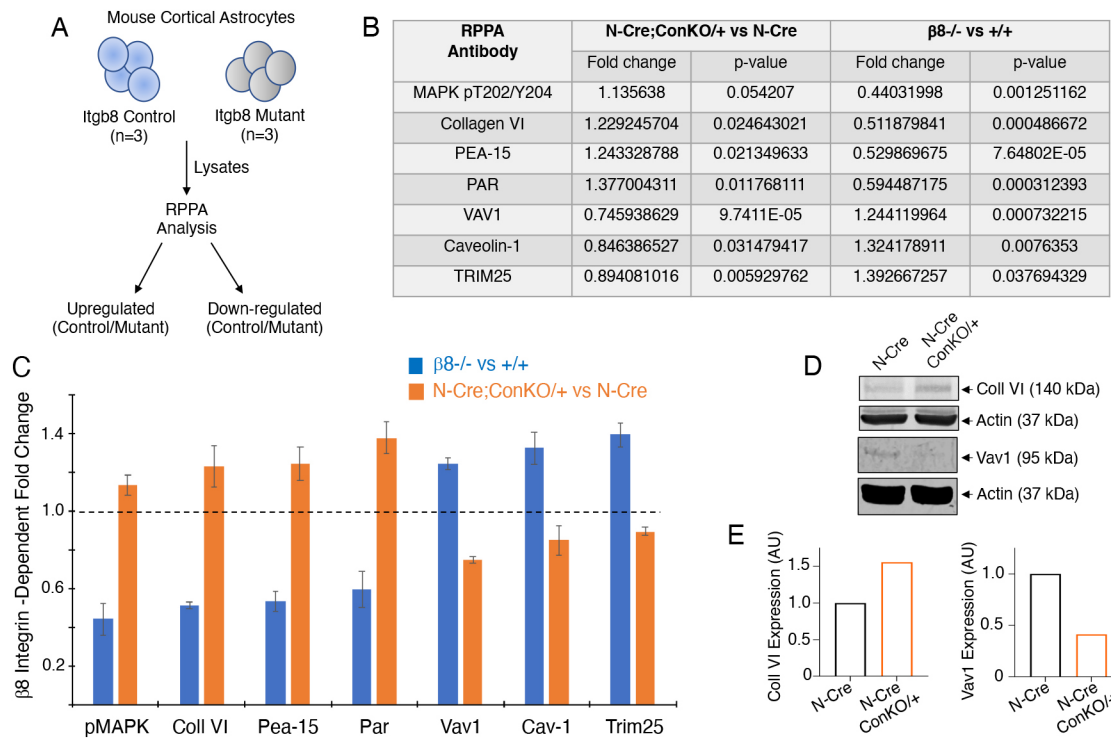 A
Mouse Cortical Astrocytes
Itgb8 Control
(n=3)
Itgb8 Mutant
(n=3)
Lysates
RPPA
Analysis
Upregulated
(Control/Mutant)
Down-regulated
(Control/Mutant)
B
RPPA Antibody N-Cre;ConKO/+ vs N-Cre β8-/- vs +/+
Fold change p-value Fold change p-value
MAPK pT202/Y204 1.135638 0.054207 0.44031998 0.001251162
Collagen VI 1.229245704 0.024643021 0.511879841 0.000486672
PEA-15 1.243328788 0.021349633 0.529869675 7.64802E-05
PAR 1.377004311 0.011768111 0.594487175 0.000312393
VAV1 0.745938629 9.7411E-05 1.244119964 0.000732215
Caveolin-1 0.846386527 0.031479417 1.324178911 0.0076353
TRIM25 0.894081016 0.005929762 1.392667257 0.037694329
C
β8-/- vs +/+
N-Cre;ConKO/+ vs N-Cre
β8 Integrin -Dependent Fold Change
1.4
1.0
0.6
0.2
pMAPK Coll VI Pea-15 Par Vav1 Cav-1 Trim25
D
N-Cre
N-Cre
ConKO/+
Coll VI (140 kDa)
Actin (37 kDa)
Vav1 (95 kDa)
Actin (37 kDa)
E
Coll VI Expression (AU)
1.5
1.0
0.5
0
N-Cre
N-Cre
ConKO/+
Vav1 Expression (AU)
1.0
0.5
0
N-Cre
N-Cre
ConKO/+